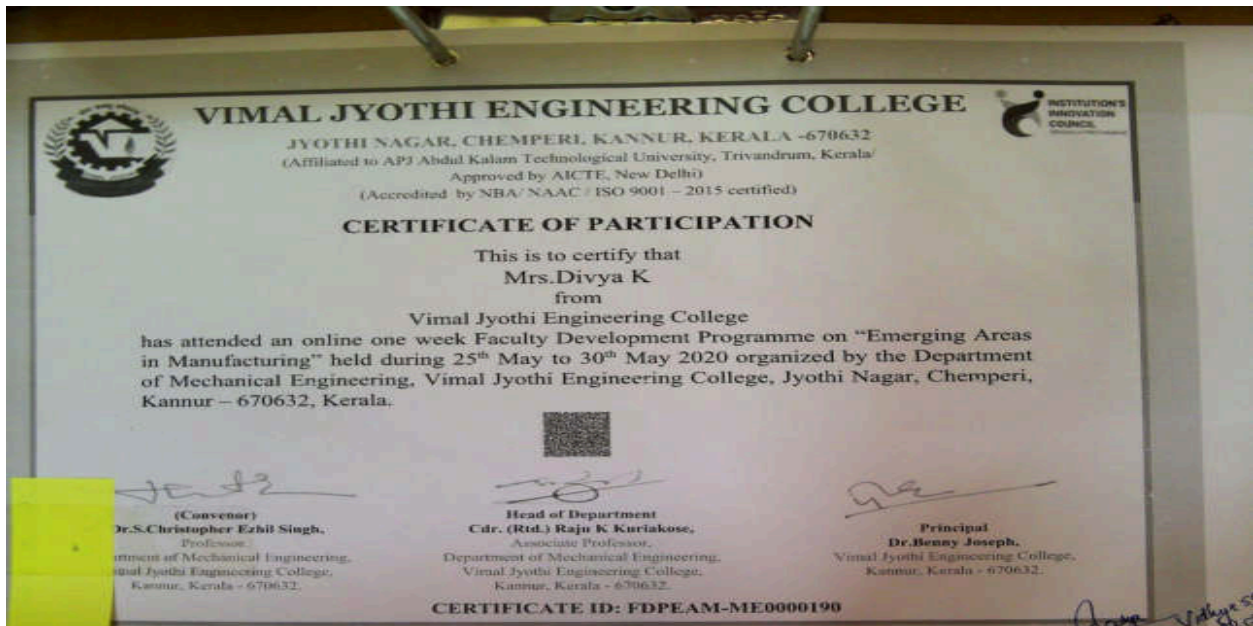 VIMAL JYOTHI ENGINEERING COLLEGE
INSTITUTION'S
INNOVATION
COUNCIL
JYOTHI NAGAR, CHEMPERI, KANNUR, KERALA -670632
(Affiliated to APJ Abdul Kalam Technological University, Trivandrum, Kerala/
Approved by AICTE, New Delhi)
(Accredited by NBA/ NAAC / ISO 9001 – 2015 certified)
CERTIFICATE OF PARTICIPATION
This is to certify that
Mrs.Divya K
from
Vimal Jyothi Engineering College
has attended an online one week Faculty Development Programme on “Emerging Areas
in Manufacturing” held during 25th May to 30th May 2020 organized by the Department
of Mechanical Engineering, Vimal Jyothi Engineering College, Jyothi Nagar, Chemperi,
Kannur – 670632, Kerala.
(Convenor)
Dr.S.Christopher Ezhil Singh,
Professor,
of Mechanical Engineering,
Jyothi Engineering College,
Kannur, Kerala - 670632.
Head of Department
Cdr. (Rtd.) Raju K Kuriakose,
Associate Professor,
Department of Mechanical Engineering,
Vimal Jyothi Engineering College,
Kannur, Kerala - 670632.
Principal
Dr.Benny Joseph,
Vimal Jyothi Engineering College,
Kannur, Kerala - 670632.
CERTIFICATE ID: FDPEAM-ME0000190